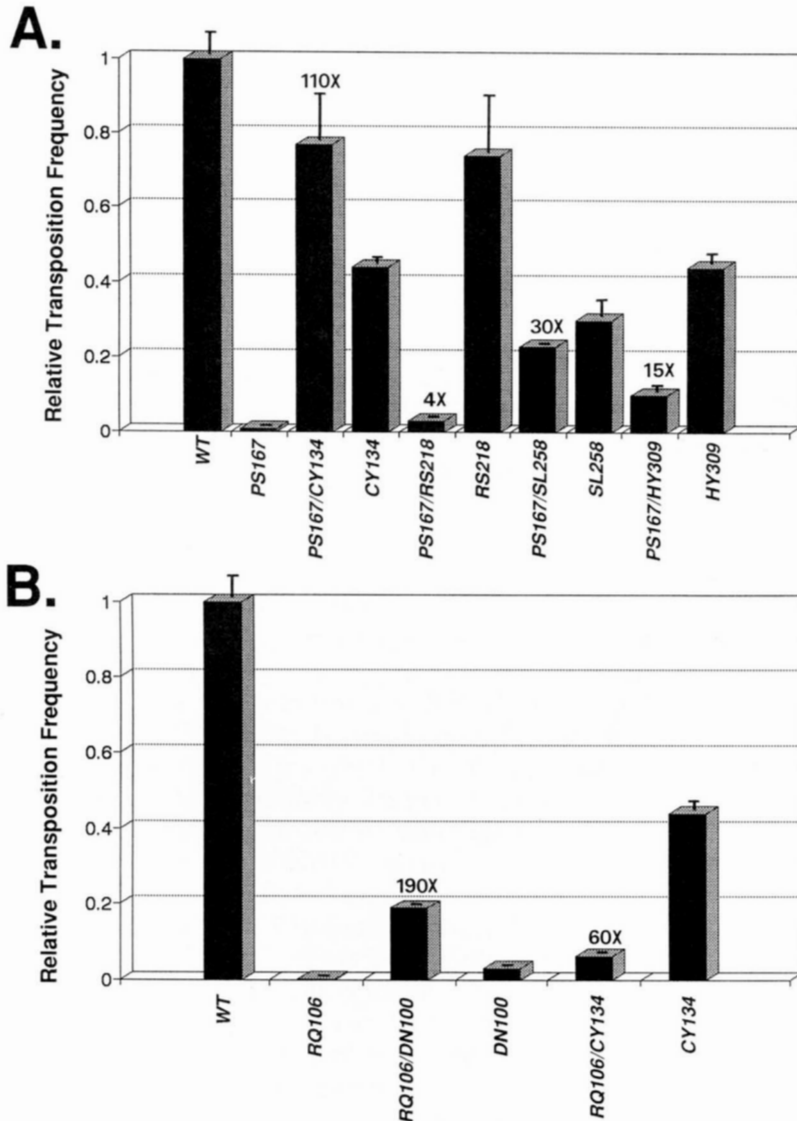 A.
Relative Transposition Frequency
1
0.8
0.6
0.4
0.2
0
110X
4X
30X
15X
WT
PS167
PS167/CY134
CY134
PS167/RS218
RS218
PS167/SL258
SL258
PS167/HY309
HY309
B.
Relative Transposition Frequency
1
0.8
0.6
0.4
0.2
0
190X
60X
WT
RQ106
RQ106/DN100
DN100
RQ106/CY134
CY134